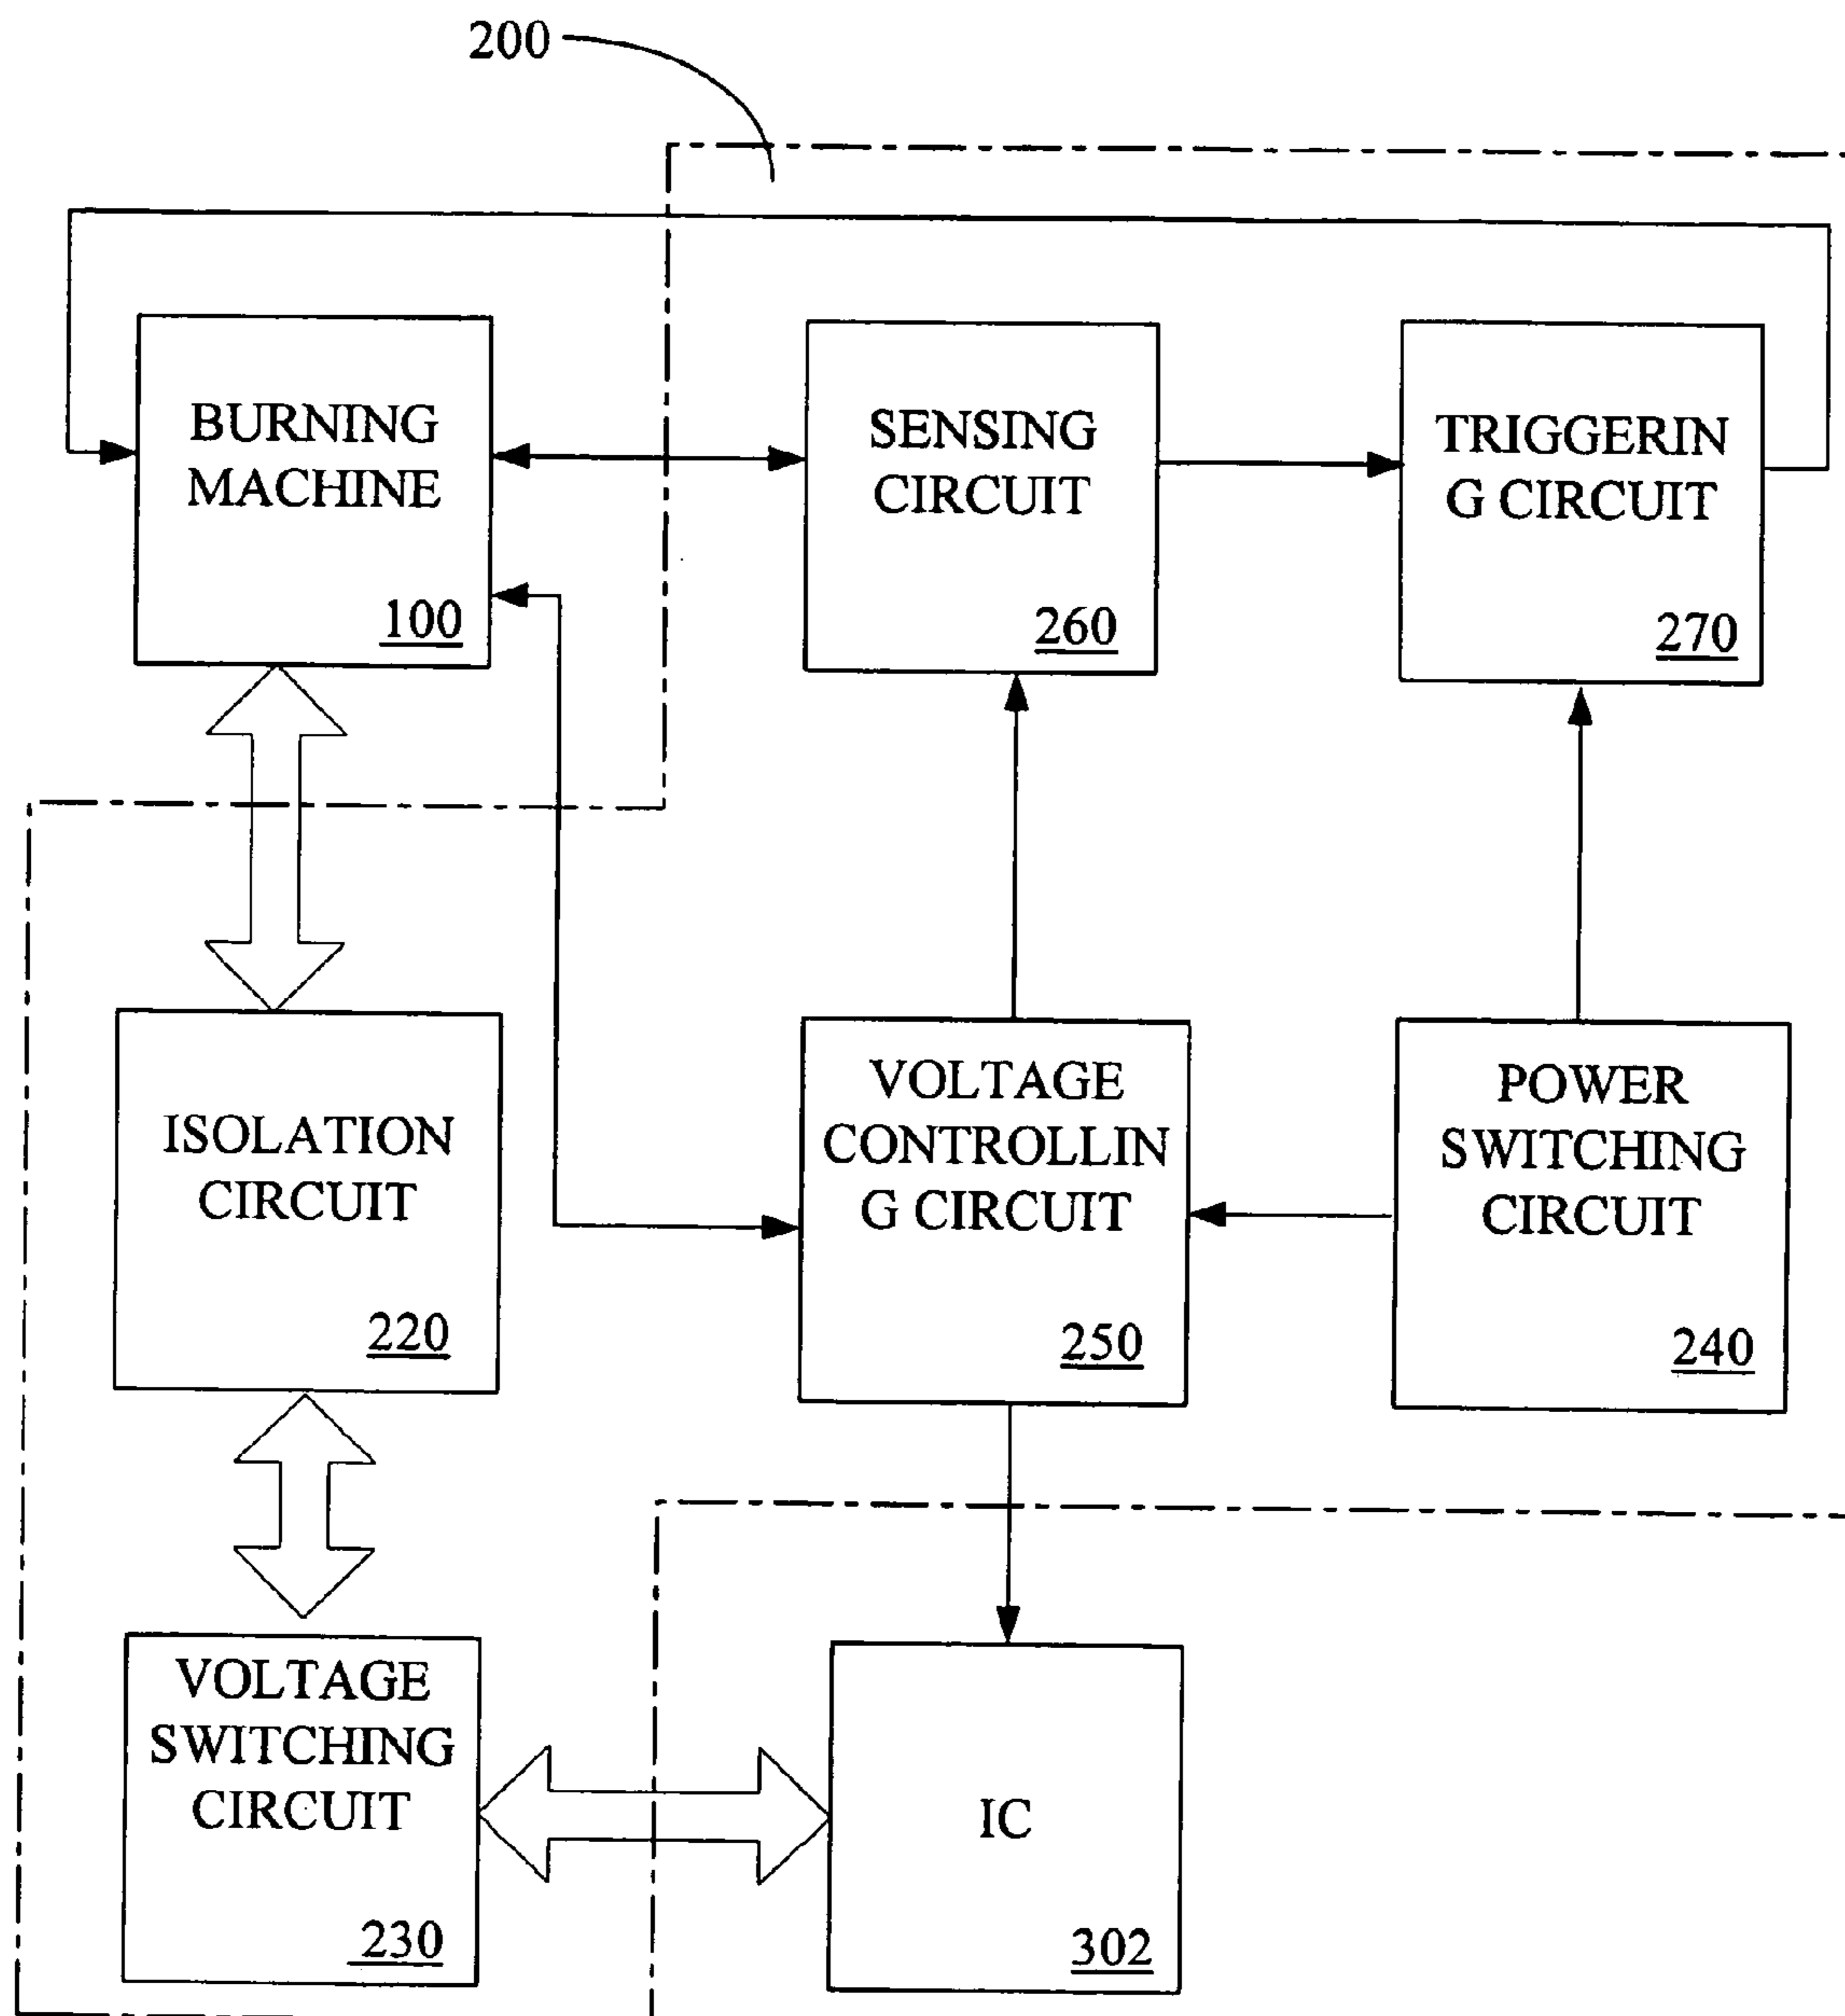 200
BURNING
MACHINE
100
SENSING
CIRCUIT
260
TRIGGERIN
G CIRCUIT
270
ISOLATION
CIRCUIT
220
VOLTAGE
CONTROLLIN
G CIRCUIT
250
POWER
SWITCHING
CIRCUIT
240
VOLTAGE
SWITCHING
CIRCUIT
230
IC
302